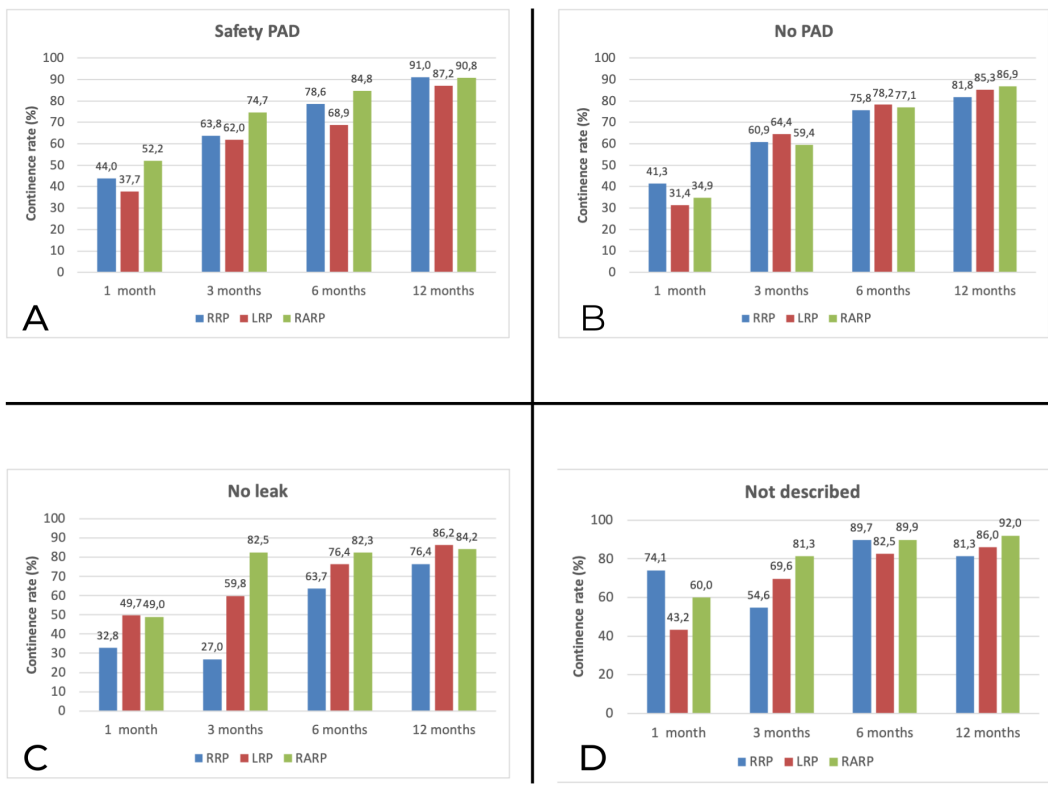 Safety PAD
Continence rate (%)
100
90
80
70
60
50
40
30
20
10
0
44,0 37,7 52,2
63,8 62,0 74,7
78,6 68,9 84,8
91,0 87,2 90,8
1 month 3 months 6 months 12 months
RRP LRP RARP
A
No PAD
Continence rate (%)
100
90
80
70
60
50
40
30
20
10
0
41,3 31,4 34,9
60,9 64,4 59,4
75,8 78,2 77,1
81,8 85,3 86,9
1 month 3 months 6 months 12 months
RRP LRP RARP
B
No leak
Continence rate (%)
100
90
80
70
60
50
40
30
20
10
0
32,8 49,7 49,0
27,0 59,8 82,5
63,7 76,4 82,3
76,4 86,2 84,2
1 month 3 months 6 months 12 months
RRP LRP RARP
C
Not described
Continence rate (%)
100
80
60
40
20
0
74,1 43,2 60,0
54,6 69,6 81,3
89,7 82,5 89,9
81,3 86,0 92,0
1 month 3 months 6 months 12 months
RRP LRP RARP
D